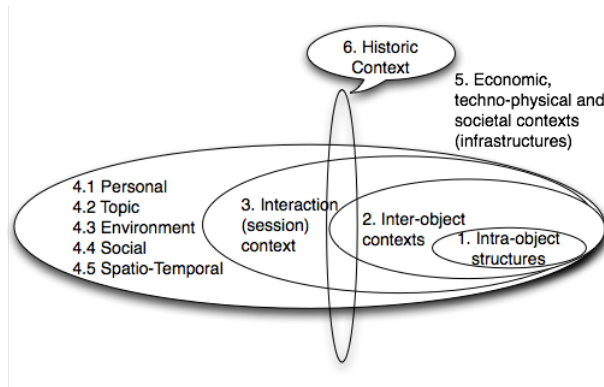 6. Historic
Context
5. Economic,
techno-physical and
societal contexts
(infrastructures)
4.1 Personal
4.2 Topic
4.3 Environment
4.4 Social
4.5 Spatio-Temporal
3. Interaction
(session)
context
2. Inter-object
contexts
1. Intra-object
structures